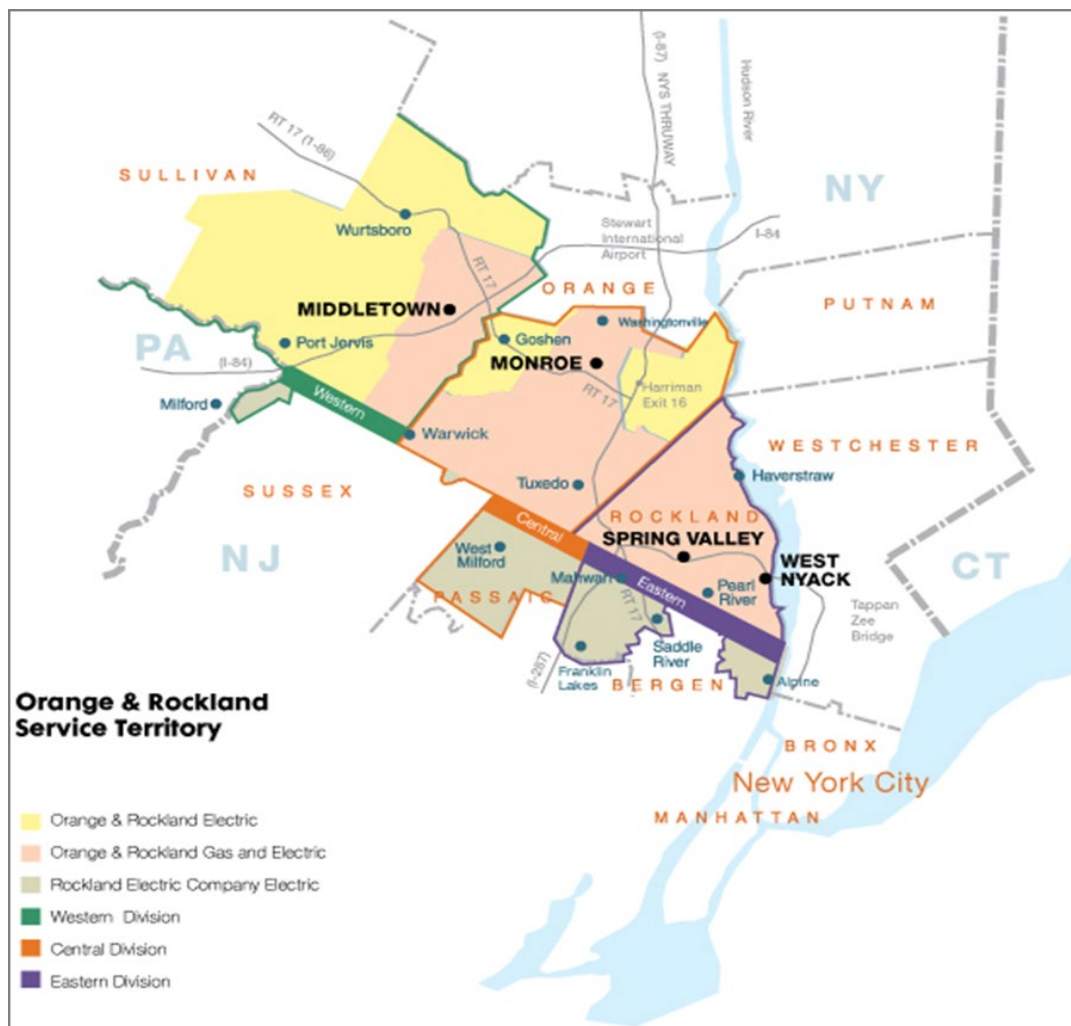 (I-87) NYS THRUWAY
Hudson River
RT 17 (1-86)
SULLIVAN
NY
Wurtsboro
Stewart
International
Airport
I-84
RT 17
ORANGE
PUTNAM
MIDDLETOWN
Washingtonville
PA
Port Jervis
Goshen
(I-84)
MONROE
Harriman
Exit 16
RT 17
Western
Milford
Warwick
WESTCHESTER
Haverstraw
SUSSEX
Tuxedo
ROCKLAND
Central
SPRING VALLEY
NJ
West
Milford
WEST
NYACK
CT
Mahwah
Eastern
Pearl
River
PASSAIC
RT 17
Tappan
Zee
Bridge
Saddle
River
(I-287)
Franklin
Lakes
BERGEN
Alpine
Orange & Rockland
Service Territory
BRONX
New York City
MANHATTAN
Orange & Rockland Electric
Orange & Rockland Gas and Electric
Rockland Electric Company Electric
Western Division
Central Division
Eastern Division